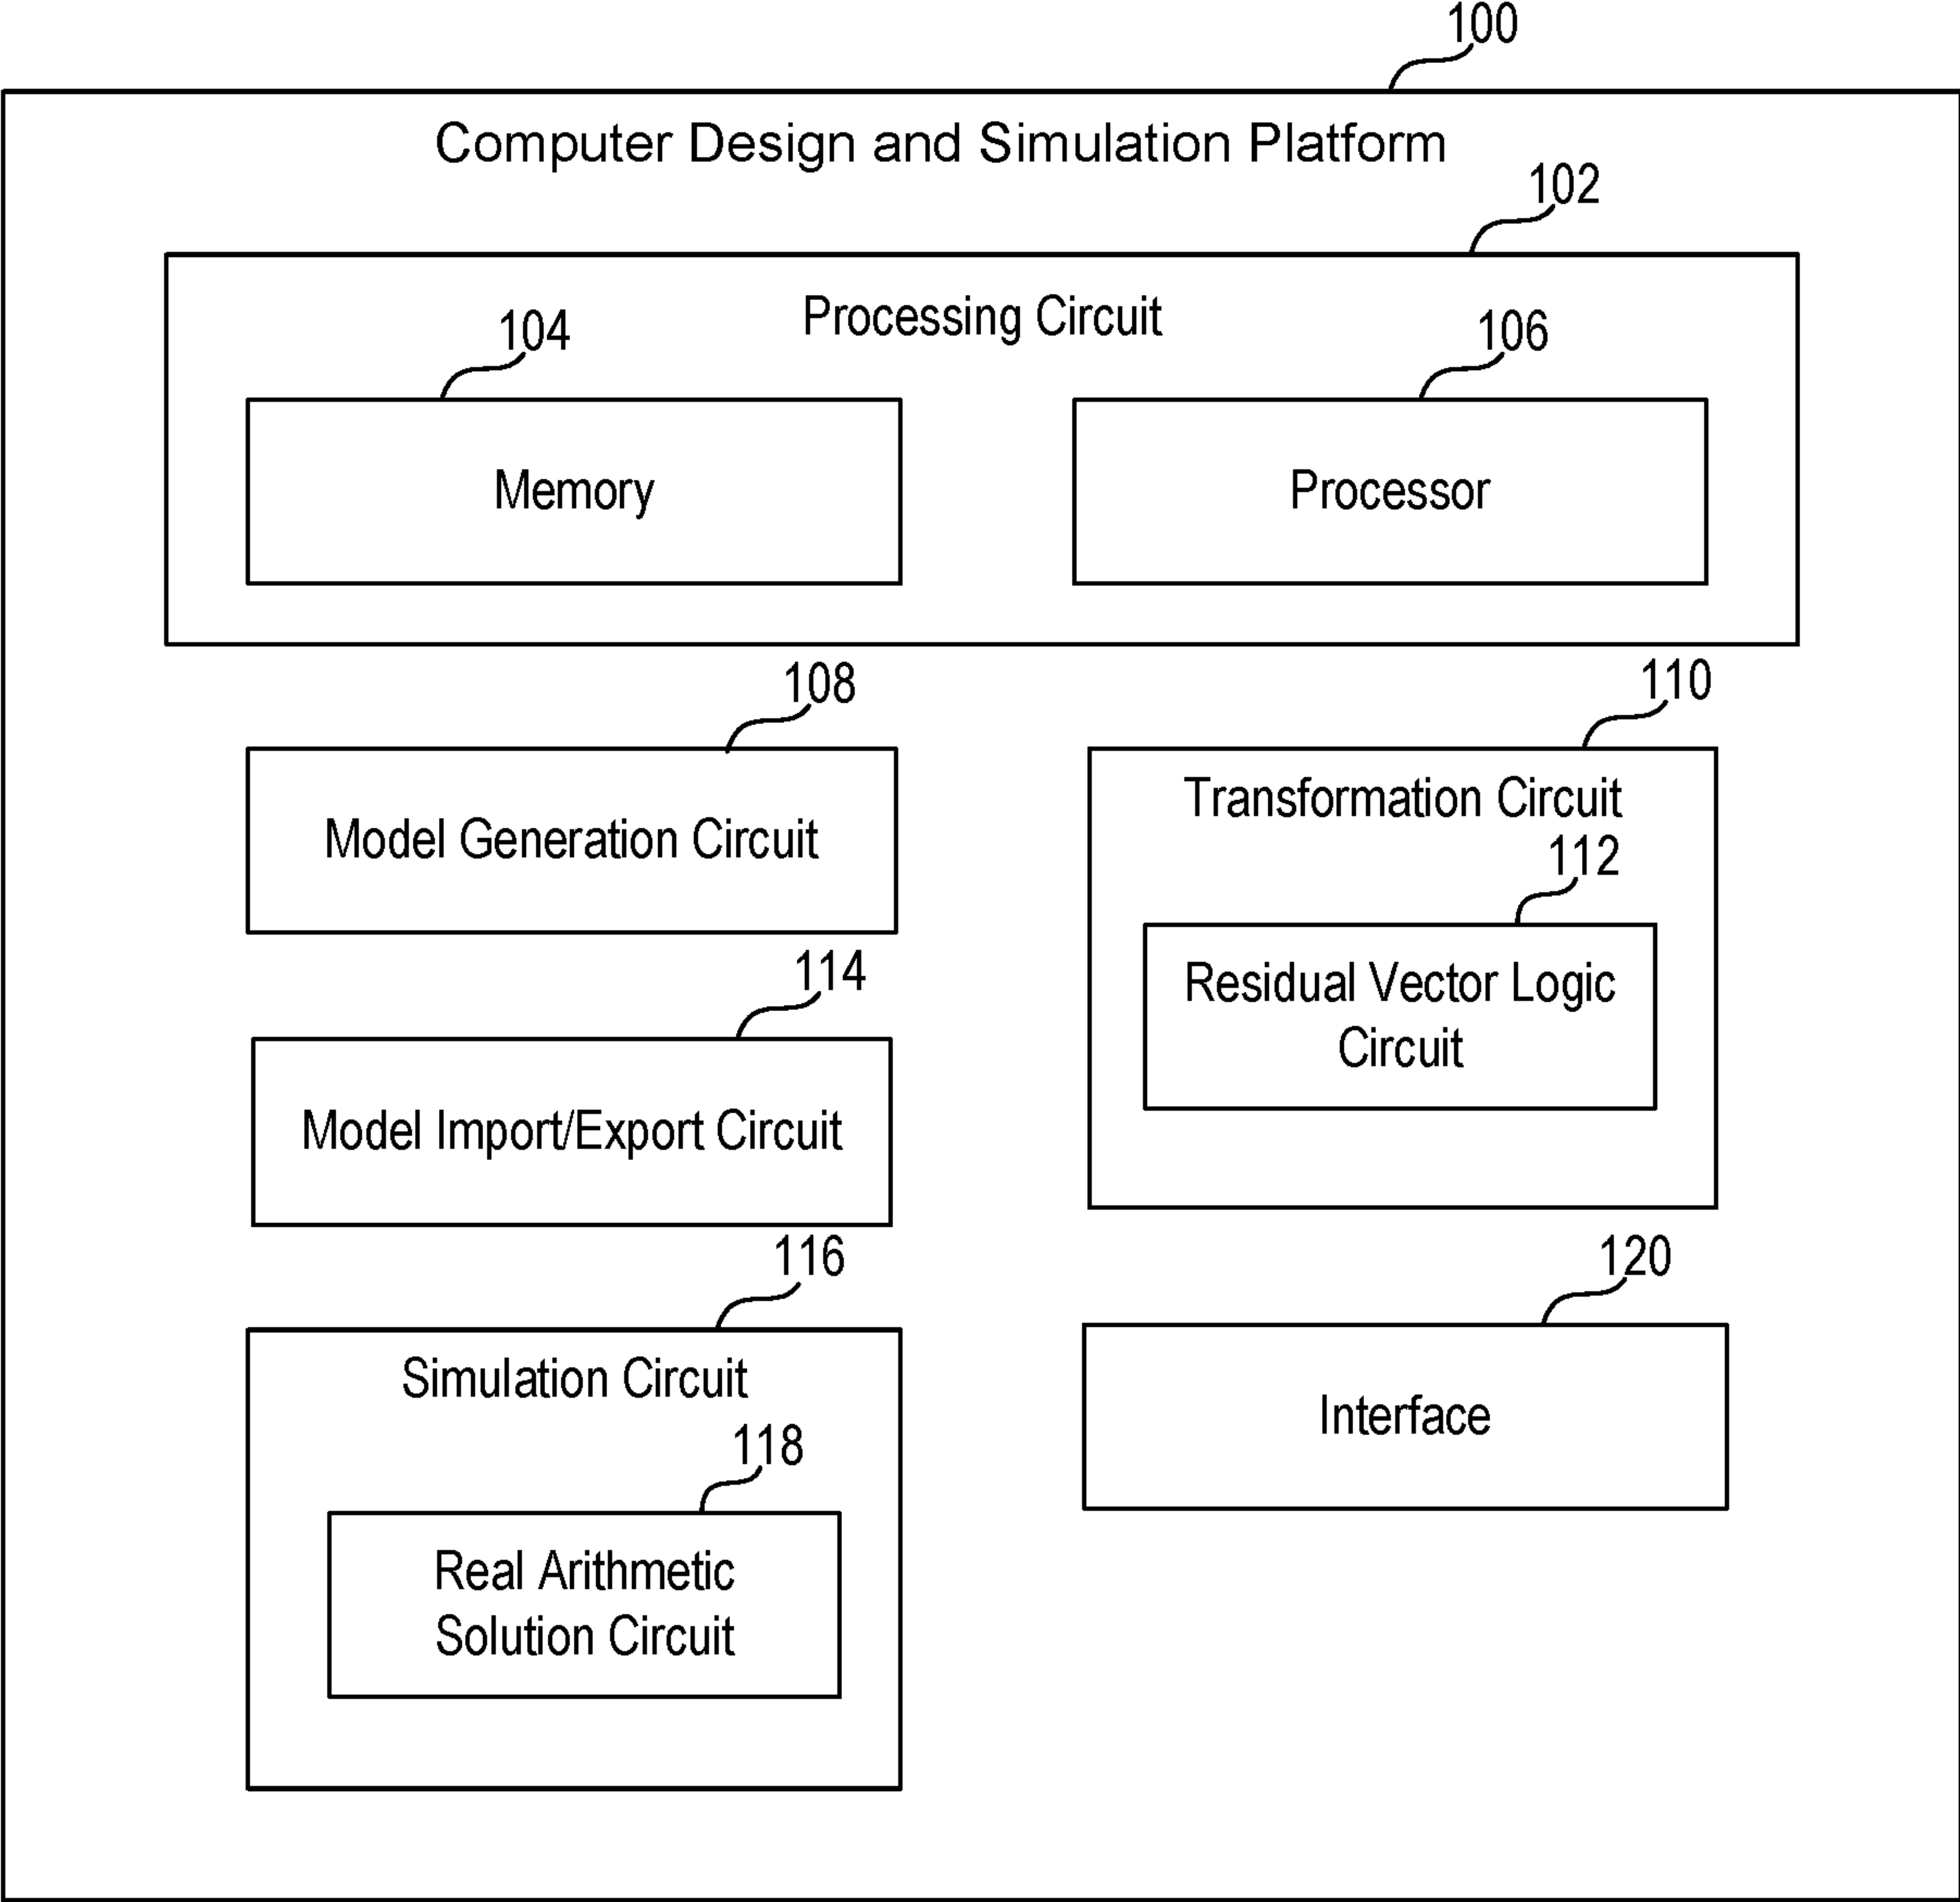 100
Computer Design and Simulation Platform
102
Processing Circuit
104
106
Memory
Processor
108
110
Model Generation Circuit
Transformation Circuit
112
Residual Vector Logic
Circuit
114
Model Import/Export Circuit
116
120
Simulation Circuit
Interface
118
Real Arithmetic
Solution Circuit